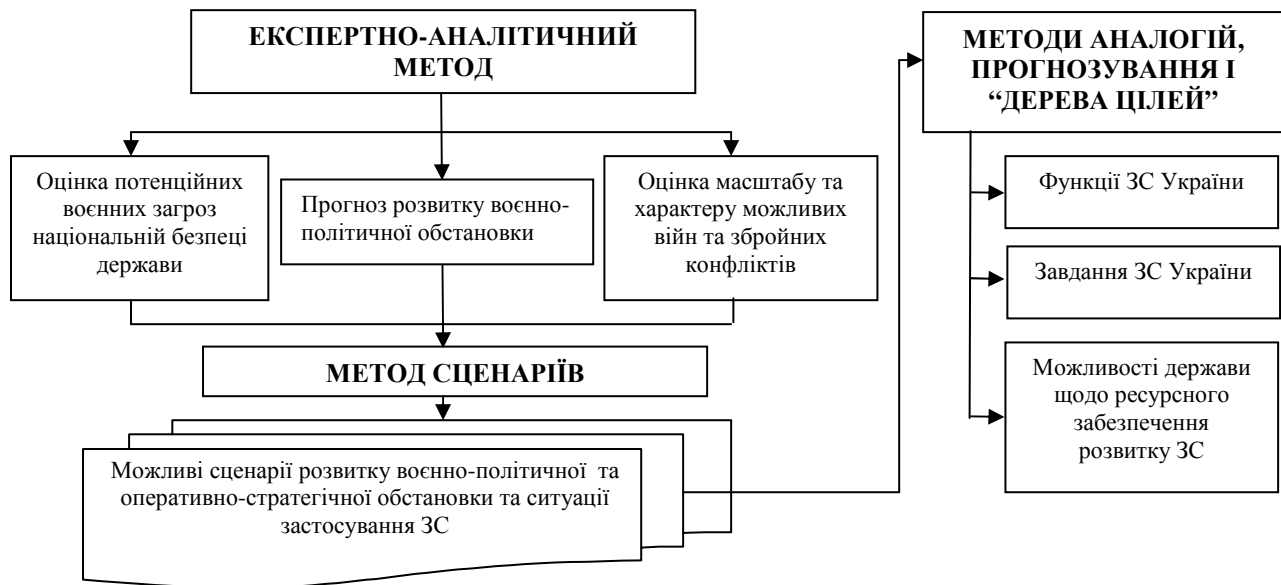 ЕКСПЕРТНО-АНАЛІТИЧНИЙ
МЕТОД
Оцінка потенційних
воєнних загроз
національній безпеці
держави
Прогноз розвитку воєнно-
політичної обстановки
Оцінка масштабу та
характеру можливих
війн та збройних
конфліктів
МЕТОД СЦЕНАРІЇВ
Можливі сценарії розвитку воєнно-політичної та
оперативно-стратегічної обстановки та ситуації
застосування ЗС
МЕТОДИ АНАЛОГІЙ,
ПРОГНОЗУВАННЯ І
“ДЕРЕВА ЦІЛЕЙ”
Функції ЗС України
Завдання ЗС України
Можливості держави
щодо ресурсного
забезпечення
розвитку ЗС